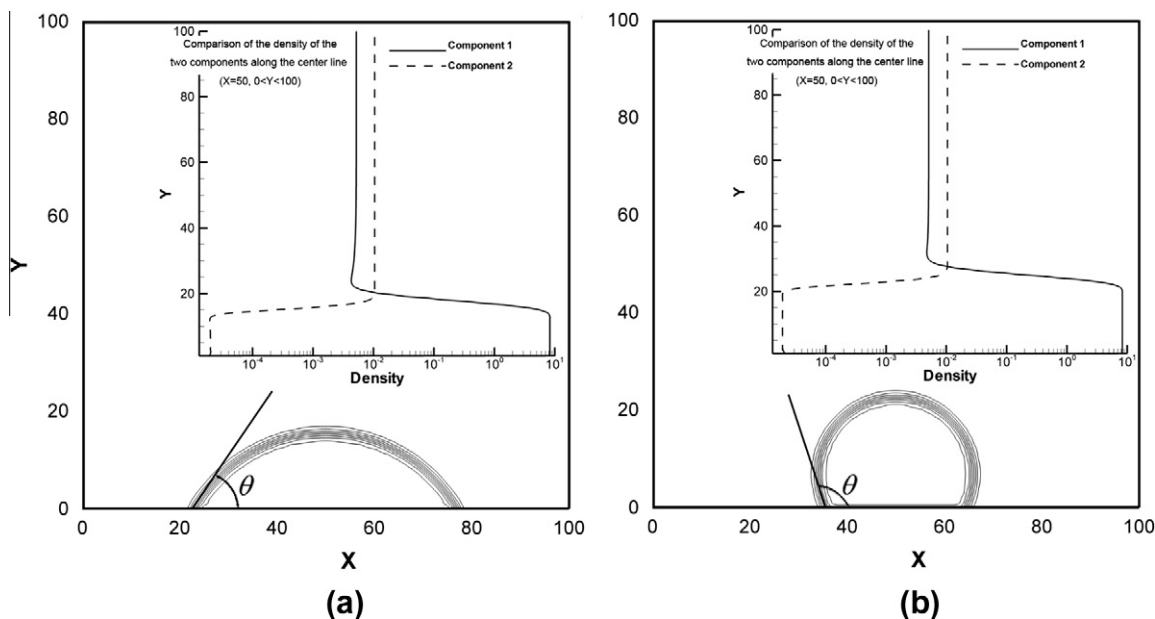 100
80
60
40
20
0
Y
100
80
60
40
20
Y
Comparison of the density of the
two components along the center line
(X=50, 0<Y<100)
Component 1
Component 2
10-4
10-3
10-2
10-1
100
101
Density
θ
0
20
40
60
80
100
X
(a)
100
80
60
40
20
0
100
80
60
40
20
Y
Comparison of the density of the
two components along the center line
(X=50, 0<Y<100)
Component 1
Component 2
10-4
10-3
10-2
10-1
100
101
Density
θ
0
20
40
60
80
100
X
(b)